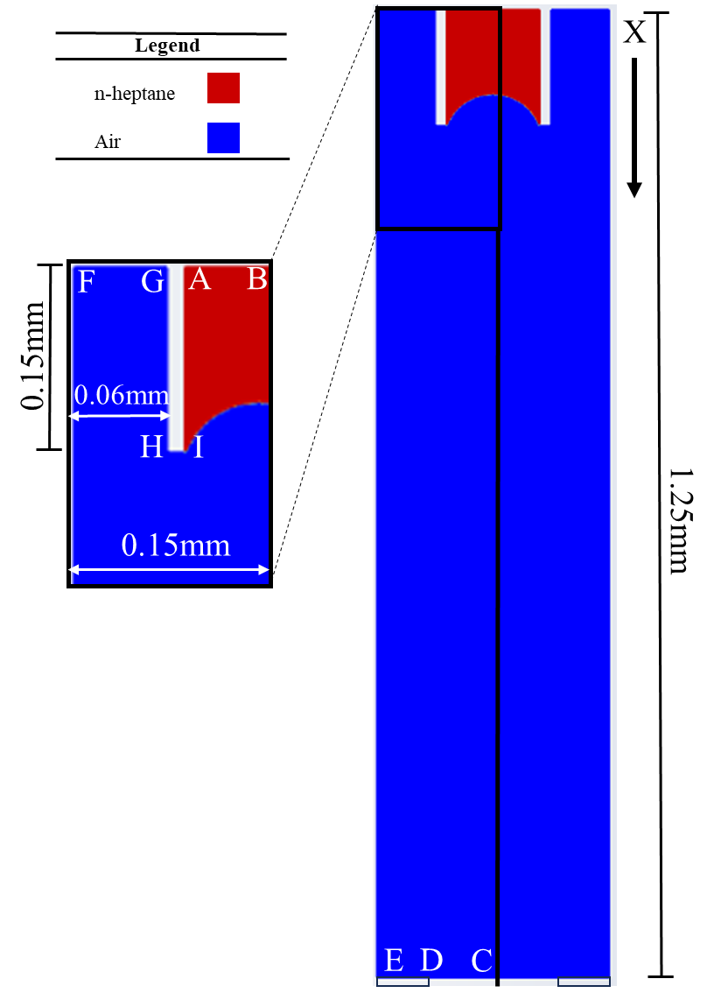 Legend
n-heptane
Air
X
F G A B
0.15mm
0.06mm
H I
0.15mm
1.25mm
E D C